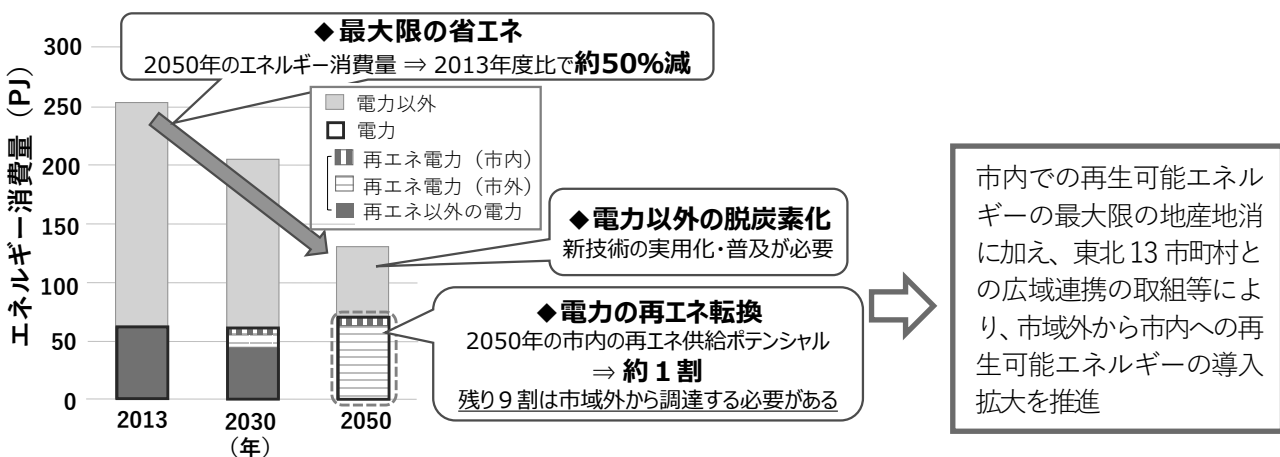 ◆最大限の省エネ
2050年のエネルギー消費量 ⇒ 2013年度比で約50%減
エネルギー消費量（PJ）
300
250
200
150
100
50
0
2013
2030
2050
（年）
電力以外
電力
再エネ電力（市内）
再エネ電力（市外）
再エネ以外の電力
◆電力以外の脱炭素化
新技術の実用化・普及が必要
◆電力の再エネ転換
2050年の市内の再エネ供給ポテンシャル
⇒ 約１割
残り９割は市域外から調達する必要がある
市内での再生可能エネル
ギーの最大限の地産地消
に加え、東北 13 市町村と
の広域連携の取組等によ
り、市域外から市内への再
生可能エネルギーの導入
拡大を推進